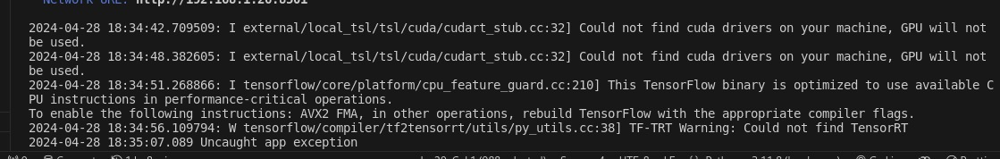 Network URL: http://192.168.1.20:8501
2024-04-28 18:34:42.709509: I external/local_tsl/tsl/cuda/cudart_stub.cc:32] Could not find cuda drivers on your machine, GPU will not
be used.
2024-04-28 18:34:48.382605: I external/local_tsl/tsl/cuda/cudart_stub.cc:32] Could not find cuda drivers on your machine, GPU will not
be used.
2024-04-28 18:34:51.268866: I tensorflow/core/platform/cpu_feature_guard.cc:210] This TensorFlow binary is optimized to use available C
PU instructions in performance-critical operations.
To enable the following instructions: AVX2 FMA, in other operations, rebuild TensorFlow with the appropriate compiler flags.
2024-04-28 18:34:56.109794: W tensorflow/compiler/tf2tensorrt/utils/py_utils.cc:38] TF-TRT Warning: Could not find TensorRT
2024-04-28 18:35:07.089 Uncaught app exception